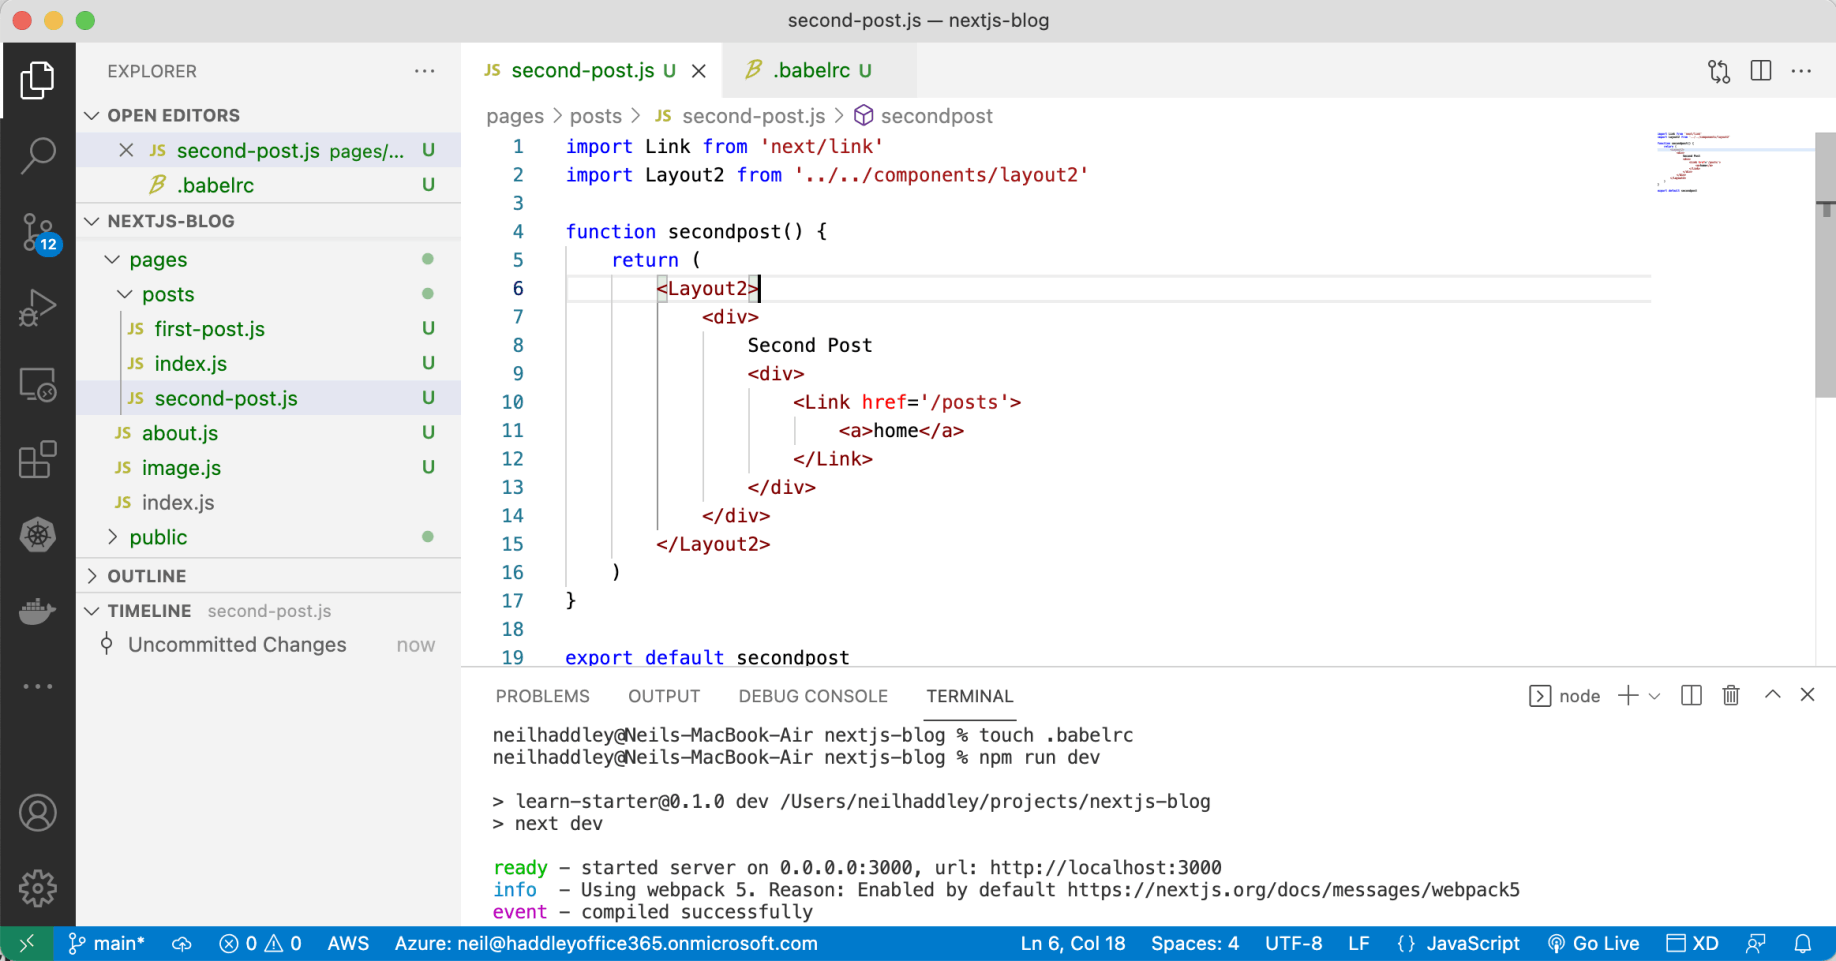 second-post.js — nextjs-blog
EXPLORER
OPEN EDITORS
JS second-post.js pages/... U
.babelrc U
NEXTJS-BLOG
pages
posts
JS first-post.js U
JS index.js U
JS second-post.js U
JS about.js U
JS image.js U
JS index.js
public
OUTLINE
TIMELINE second-post.js
Uncommitted Changes now
12
JS second-post.js U
.babelrc U
pages > posts > JS second-post.js > secondpost
1 import Link from 'next/link'
2 import Layout2 from '../../components/layout2'
3
4 function secondpost() {
5 return (
6 <Layout2>
7 <div>
8 Second Post
9 <div>
10 <Link href='/posts'>
11 <a>home</a>
12 </Link>
13 </div>
14 </div>
15 </Layout2>
16 )
17 }
18
19 export default secondpost
PROBLEMS OUTPUT DEBUG CONSOLE TERMINAL node
neilhaddley@Neils-MacBook-Air nextjs-blog % touch .babelrc
neilhaddley@Neils-MacBook-Air nextjs-blog % npm run dev
> learn-starter@0.1.0 dev /Users/neilhaddley/projects/nextjs-blog
> next dev
ready - started server on 0.0.0.0:3000, url: http://localhost:3000
info - Using webpack 5. Reason: Enabled by default https://nextjs.org/docs/messages/webpack5
event - compiled successfully
main* 0 0 AWS Azure: neil@haddleyoffice365.onmicrosoft.com Ln 6, Col 18 Spaces: 4 UTF-8 LF {} JavaScript Go Live XD